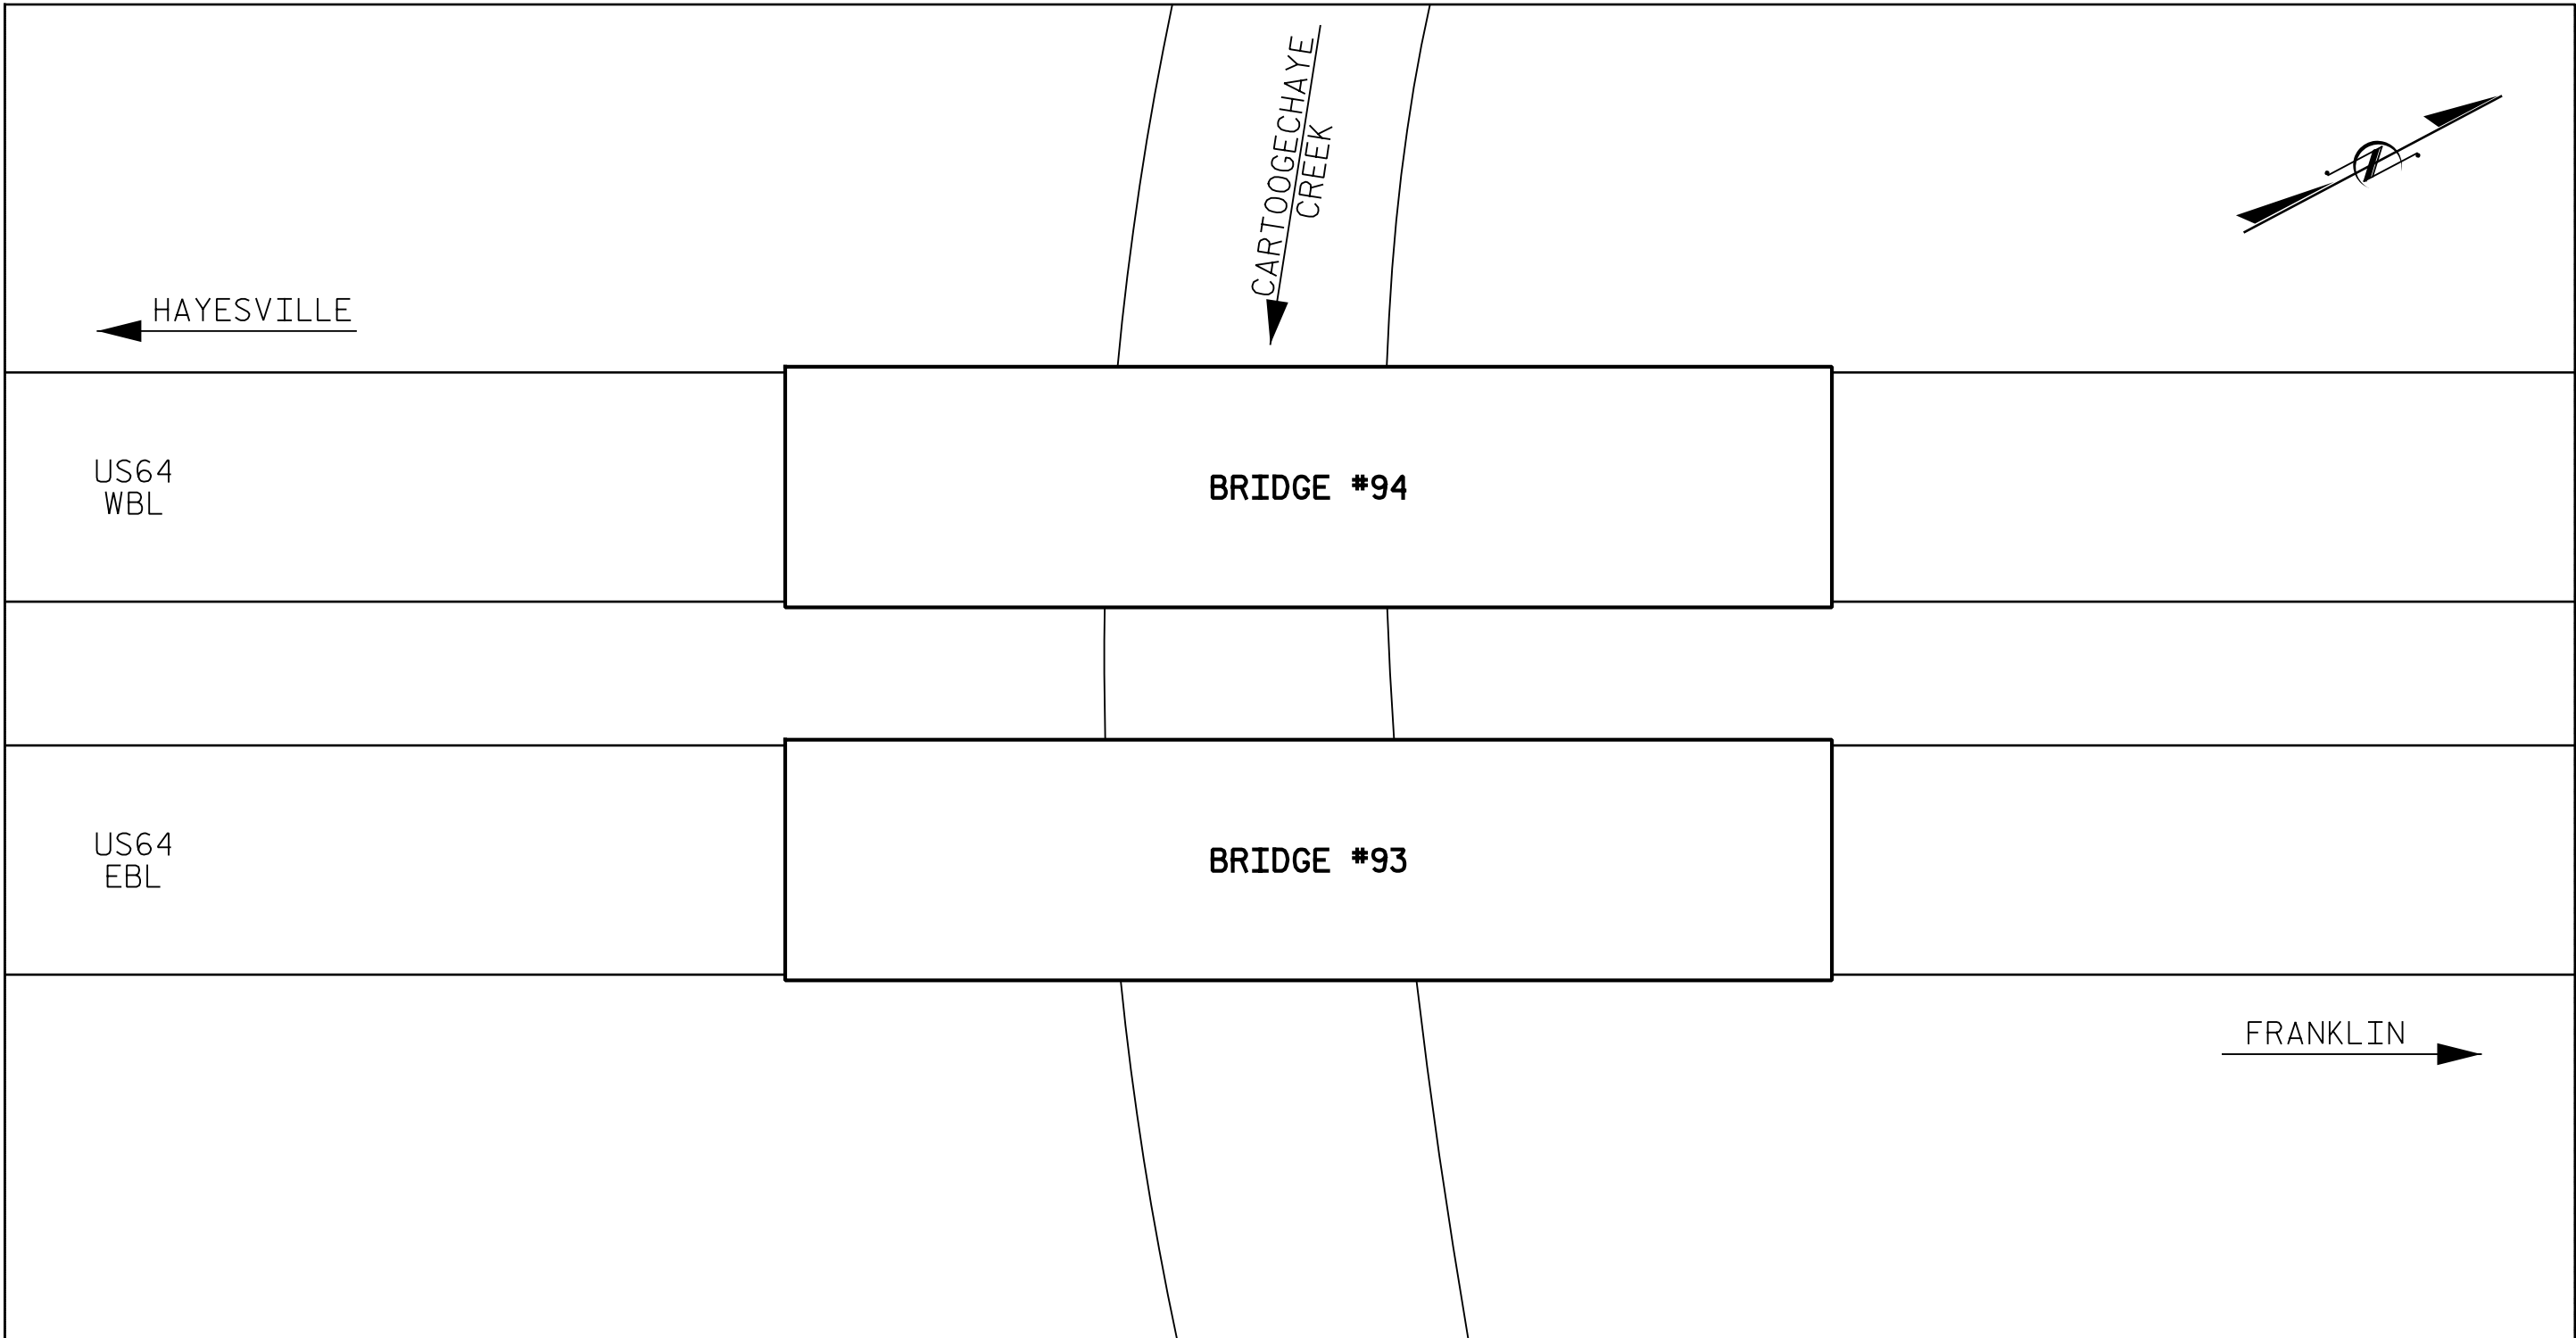 CARTOOGECHAYE
CREEK
N
HAYESVILLE
US64
WBL
BRIDGE #94
US64
EBL
BRIDGE #93
FRANKLIN